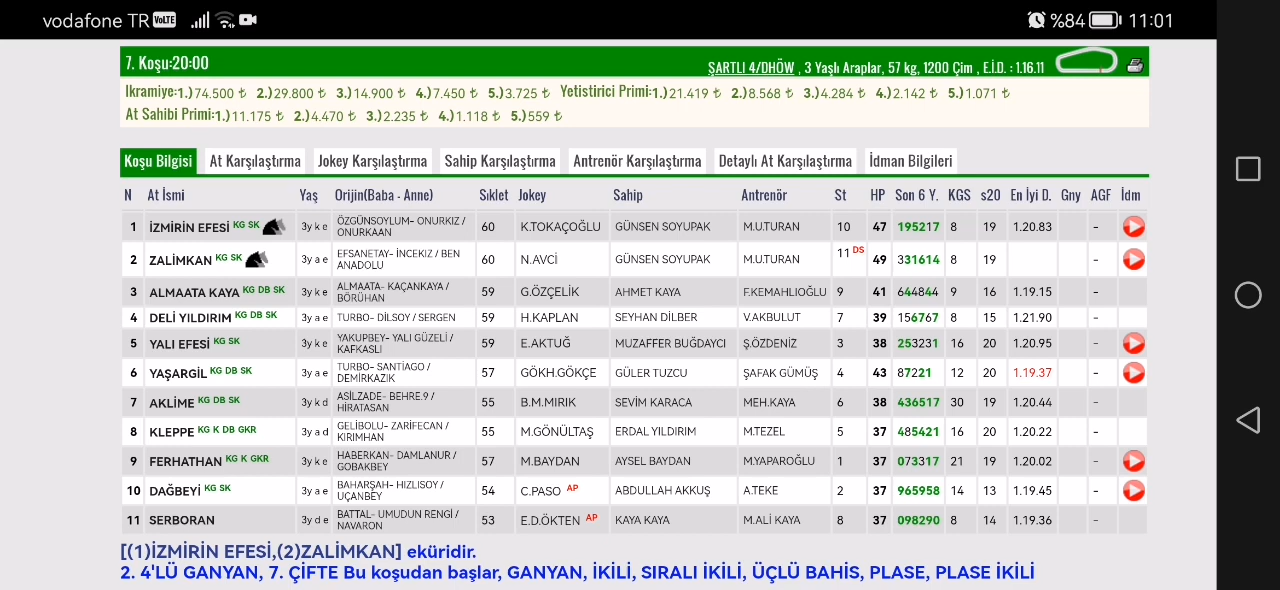 vodafone TR VoLTE %84 11:01
7. Koşu:20:00 ŞARTLI 4/DHÖW , 3 Yaşlı Araplar, 57 kg, 1200 Çim , E.İ.D. : 1.16.11
Ikramiye:1.)74.500 ₺ 2.)29.800 ₺ 3.)14.900 ₺ 4.)7.450 ₺ 5.)3.725 ₺ Yetistirici Primi:1.)21.419 ₺ 2.)8.568 ₺ 3.)4.284 ₺ 4.)2.142 ₺ 5.)1.071 ₺
At Sahibi Primi:1.)11.175 ₺ 2.)4.470 ₺ 3.)2.235 ₺ 4.)1.118 ₺ 5.)559 ₺
Koşu Bilgisi At Karşılaştırma Jokey Karşılaştırma Sahip Karşılaştırma Antrenör Karşılaştırma Detaylı At Karşılaştırma İdman Bilgileri
N At İsmi Yaş Orijin(Baba - Anne) Sıklet Jokey Sahip Antrenör St HP Son 6 Y. KGS s20 En İyi D. Gny AGF İdm
1 İZMİRİN EFESİ KG SK 3y k e ÖZGÜNSOYLUM- ONURKIZ / ONURKAAN 60 K.TOKAÇOĞLU GÜNSEN SOYUPAK M.U.TURAN 10 47 195217 8 19 1.20.83 -
2 ZALİMKAN KG SK 3y a e EFSANETAY- İNCEKIZ / BEN ANADOLU 60 N.AVCİ GÜNSEN SOYUPAK M.U.TURAN 11 DS 49 331614 8 19 -
3 ALMAATA KAYA KG DB SK 3y k e ALMAATA- KAÇANKAYA / BÖRÜHAN 59 G.ÖZÇELİK AHMET KAYA F.KEMAHLIOĞLU 9 41 644844 9 16 1.19.15 -
4 DELİ YILDIRIM KG DB SK 3y a e TURBO- DİLSOY / SERGEN 59 H.KAPLAN SEYHAN DİLBER V.AKBULUT 7 39 156767 8 15 1.21.90 -
5 YALI EFESİ KG SK 3y k e YAKUPBEY- YALI GÜZELİ / KAFKASLI 59 E.AKTUĞ MUZAFFER BUĞDAYCI Ş.ÖZDENİZ 3 38 253231 16 20 1.20.95 -
6 YAŞARGİL KG DB SK 3y a e TURBO- SANTİAGO / DEMİRKAZIK 57 GÖKH.GÖKÇE GÜLER TUZCU ŞAFAK GÜMÜŞ 4 43 87221 12 20 1.19.37 -
7 AKLİME KG DB SK 3y k d ASİLZADE- BEHRE.9 / HİRATASAN 55 B.M.MIRIK SEVİM KARACA MEH.KAYA 6 38 436517 30 19 1.20.44 -
8 KLEPPE KG K DB GKR 3y a d GELİBOLU- ZARİFECAN / KIRIMHAN 55 M.GÖNÜLTAŞ ERDAL YILDIRIM M.TEZEL 5 37 485421 16 20 1.20.22 -
9 FERHATHAN KG K GKR 3y k e HABERKAN- DAMLANUR / GOBAKBEY 57 M.BAYDAN AYSEL BAYDAN M.YAPAROĞLU 1 37 073317 21 19 1.20.02 -
10 DAĞBEYİ KG SK 3y a e BAHARŞAH- HIZLISOY / UÇANBEY 54 C.PASO AP ABDULLAH AKKUŞ A.TEKE 2 37 965958 14 13 1.19.45 -
11 SERBORAN 3y d e BATTAL- UMUDUN RENGİ / NAVARON 53 E.D.ÖKTEN AP KAYA KAYA M.ALİ KAYA 8 37 098290 8 14 1.19.36 -
[(1)İZMİRİN EFESİ,(2)ZALİMKAN] eküridir.
2. 4'LÜ GANYAN, 7. ÇİFTE Bu koşudan başlar, GANYAN, İKİLİ, SIRALI İKİLİ, ÜÇLÜ BAHİS, PLASE, PLASE İKİLİ